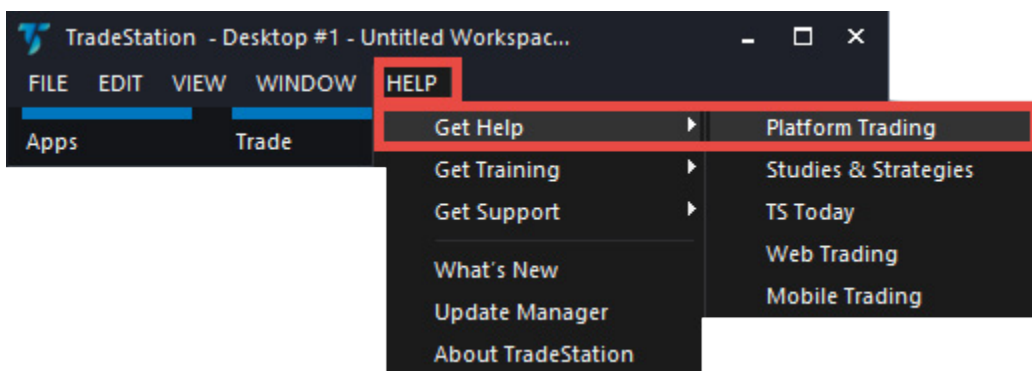 TradeStation - Desktop #1 - Untitled Workspac...
FILE EDIT VIEW WINDOW HELP
Apps Trade Get Help Platform Trading
Get Training Studies & Strategies
Get Support TS Today
Web Trading
What's New
Mobile Trading
Update Manager
About TradeStation